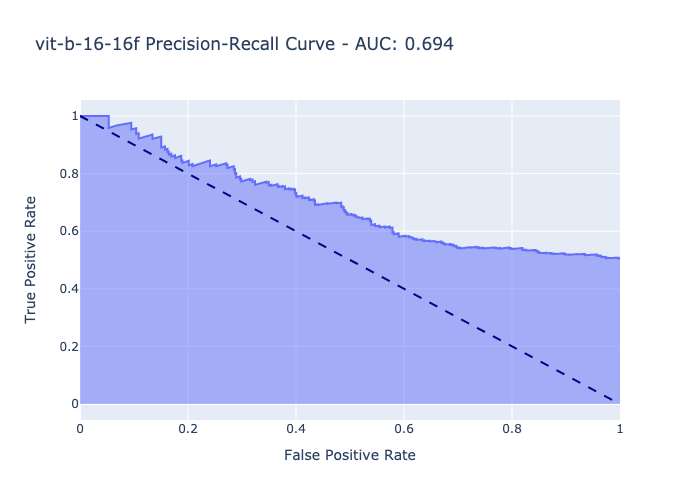 vit-b-16-16f Precision-Recall Curve - AUC: 0.694
True Positive Rate
1
0.8
0.6
0.4
0.2
0
0 0.2 0.4 0.6 0.8 1
False Positive Rate